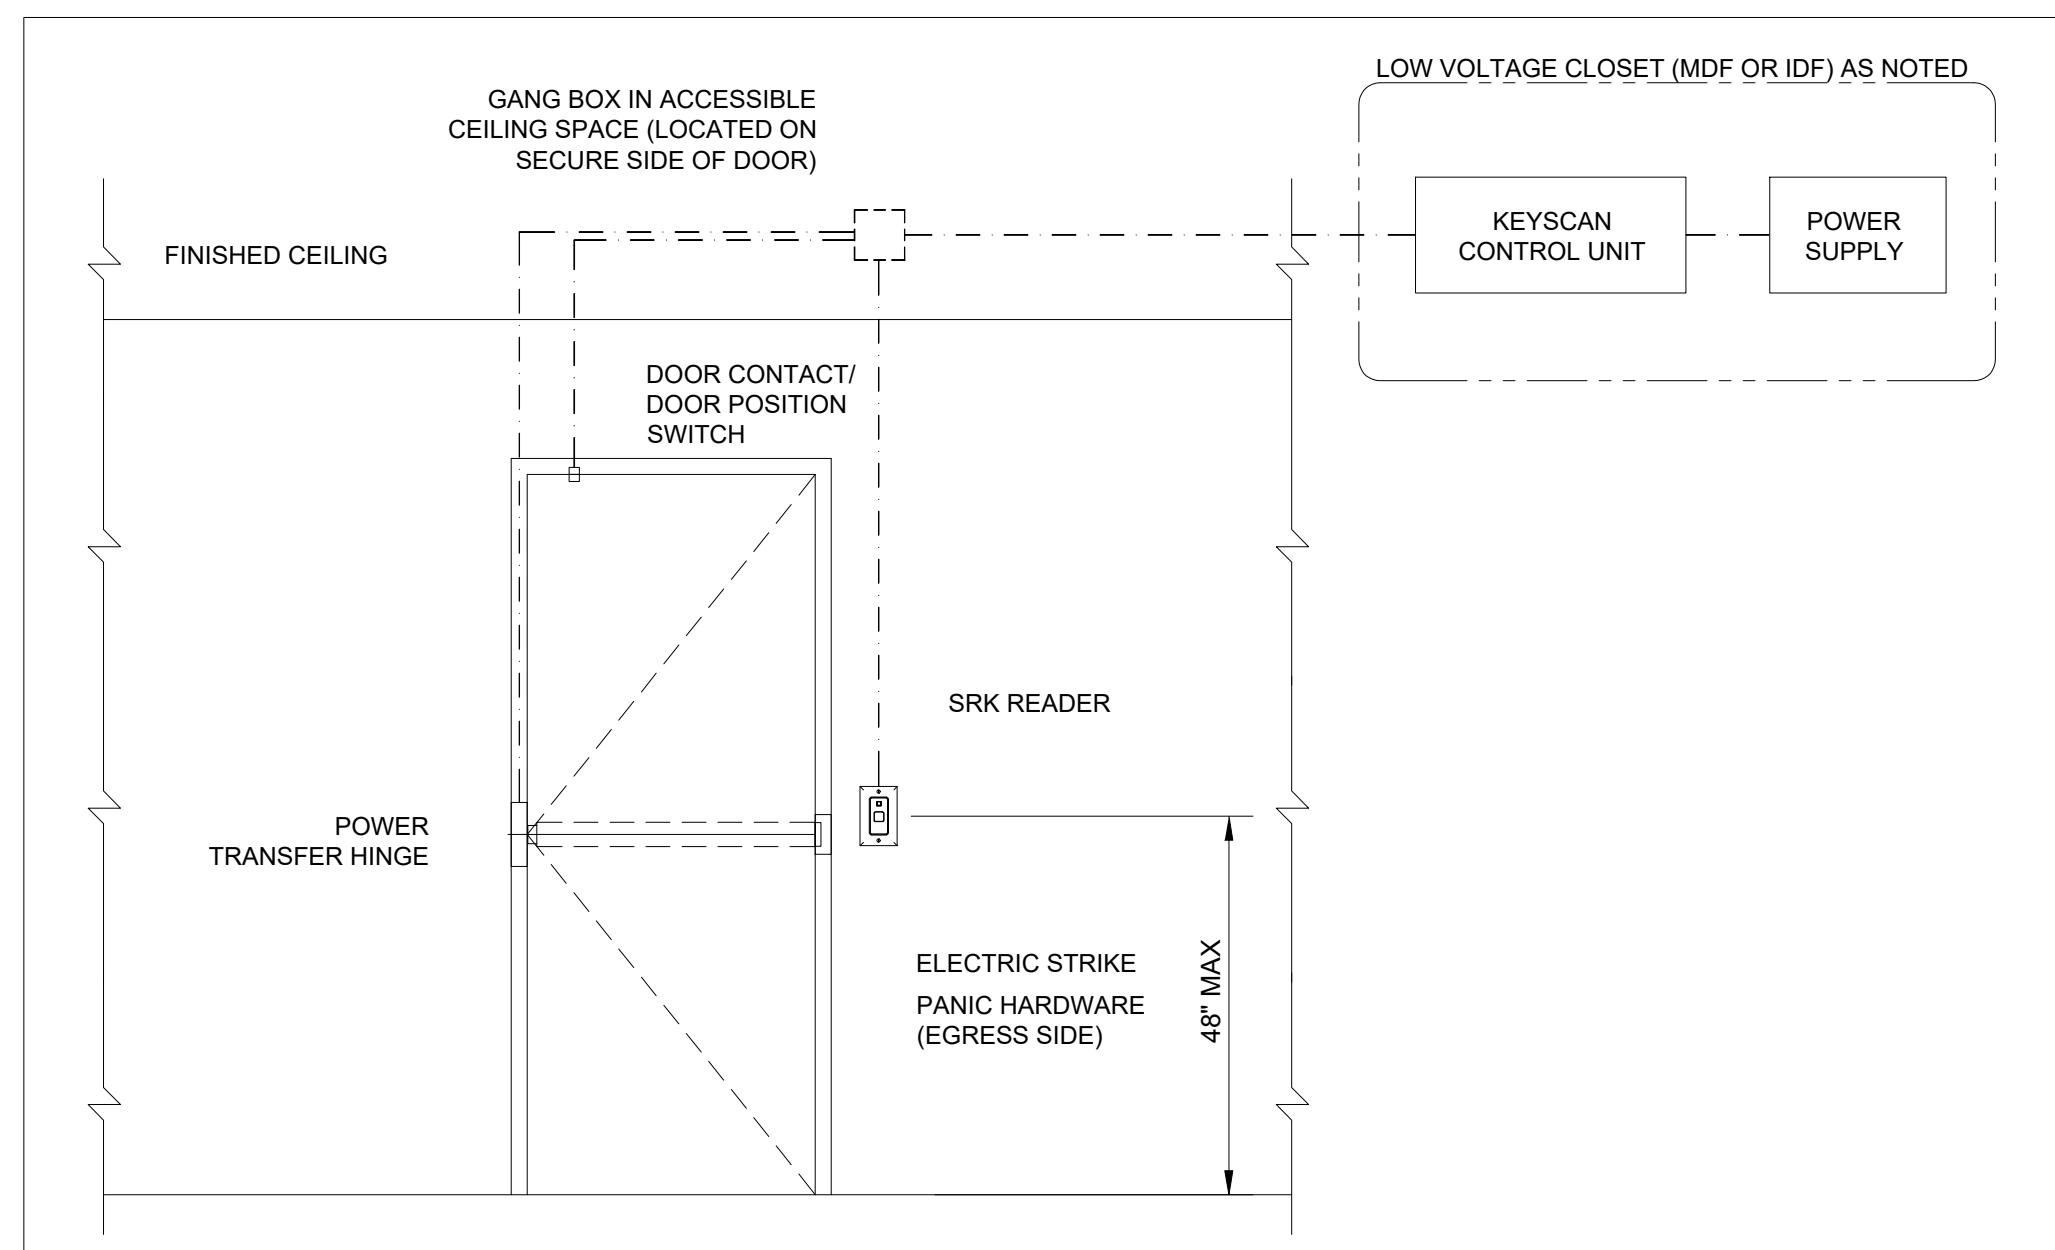 LOW VOLTAGE CLOSET (MDF OR IDF) AS NOTED
GANG BOX IN ACCESSIBLE
CEILING SPACE (LOCATED ON
SECURE SIDE OF DOOR)
KEYSCAN
CONTROL UNIT
POWER
SUPPLY
FINISHED CEILING
DOOR CONTACT/
DOOR POSITION
SWITCH
SRK READER
POWER
TRANSFER HINGE
ELECTRIC STRIKE
PANIC HARDWARE
(EGRESS SIDE)
48" MAX